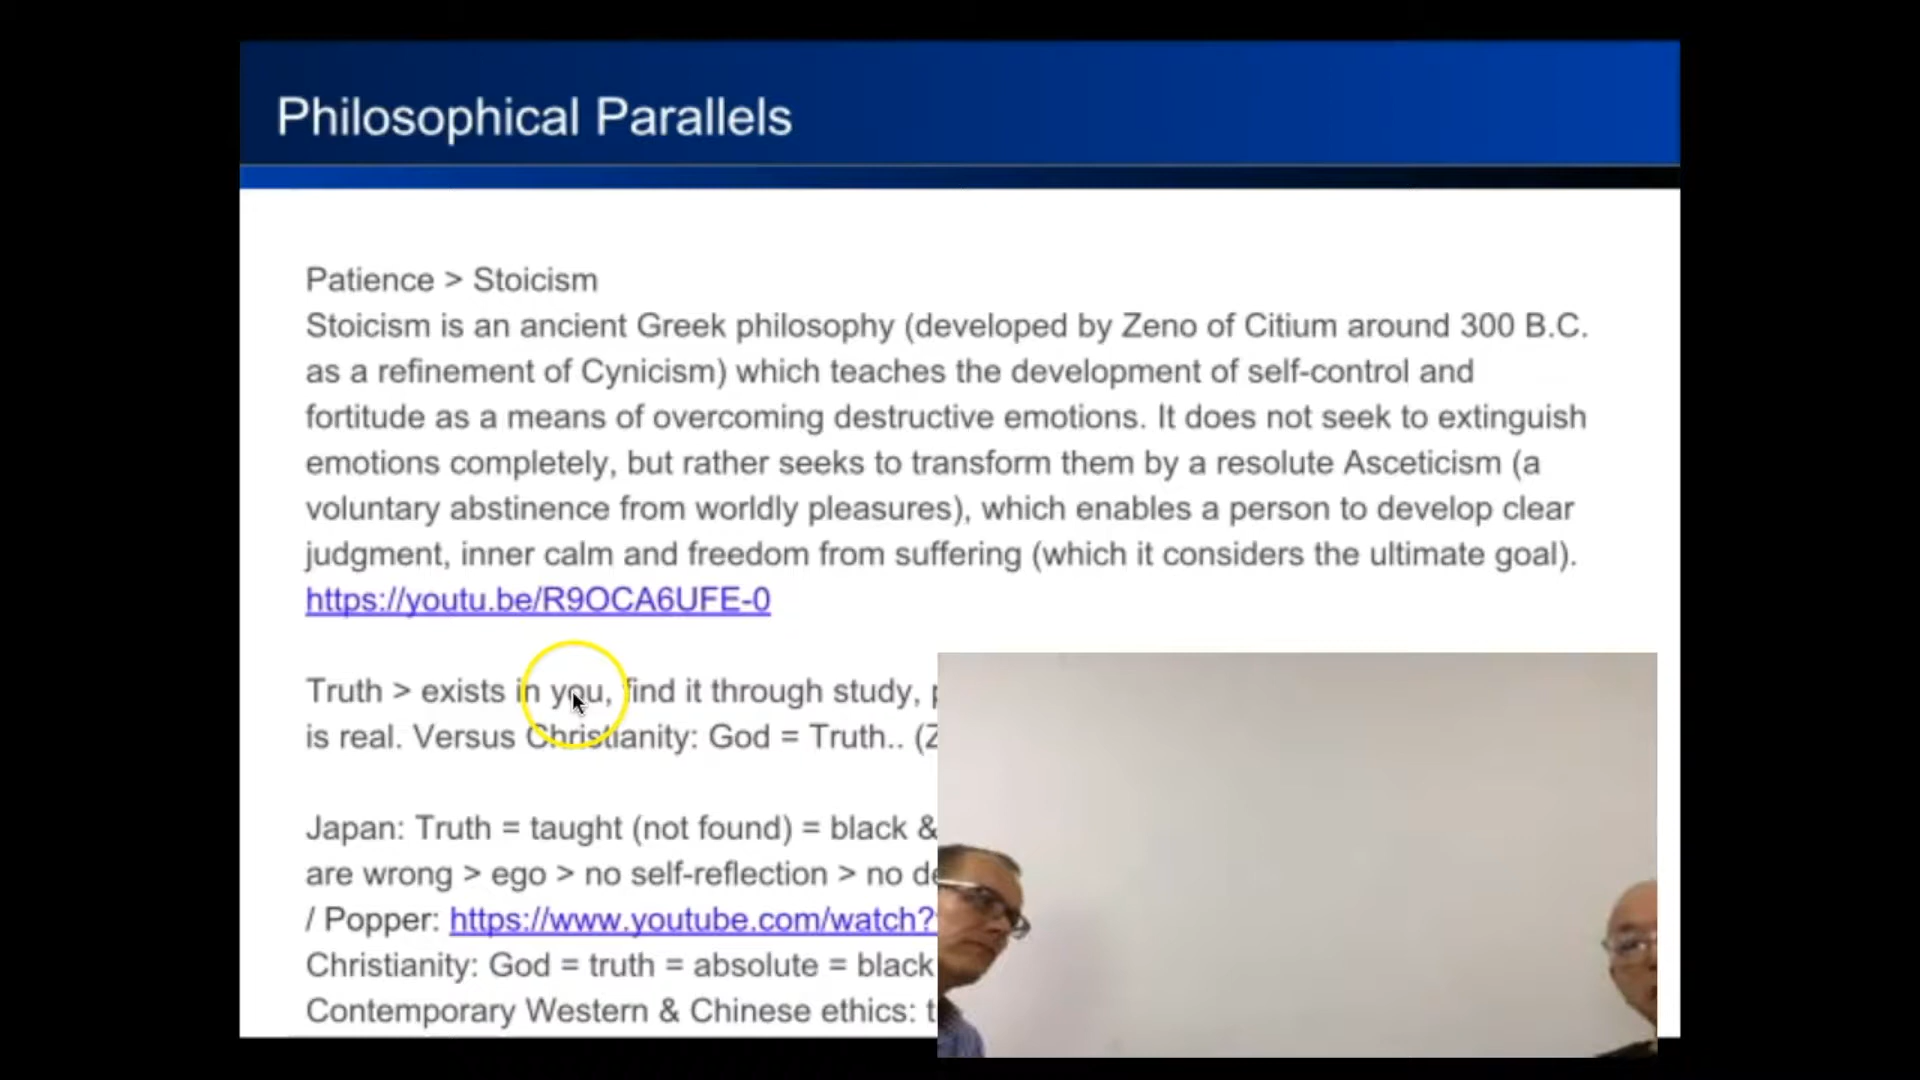 Philosophical Parallels
Patience > Stoicism
Stoicism is an ancient Greek philosophy (developed by Zeno of Citium around 300 B.C.
as a refinement of Cynicism) which teaches the development of self-control and
fortitude as a means of overcoming destructive emotions. It does not seek to extinguish
emotions completely, but rather seeks to transform them by a resolute Asceticism (a
voluntary abstinence from worldly pleasures), which enables a person to develop clear
judgment, inner calm and freedom from suffering (which it considers the ultimate goal).
https://youtu.be/R9OCA6UFE-0
Truth > exists in you, find it through study,
is real. Versus Christianity: God = Truth..
Japan: Truth = taught (not found) = black &
are wrong > ego > no self-reflection > no
/ Popper: https://www.youtube.com/watch?
Christianity: God = truth = absolute = black
Contemporary Western & Chinese ethics: